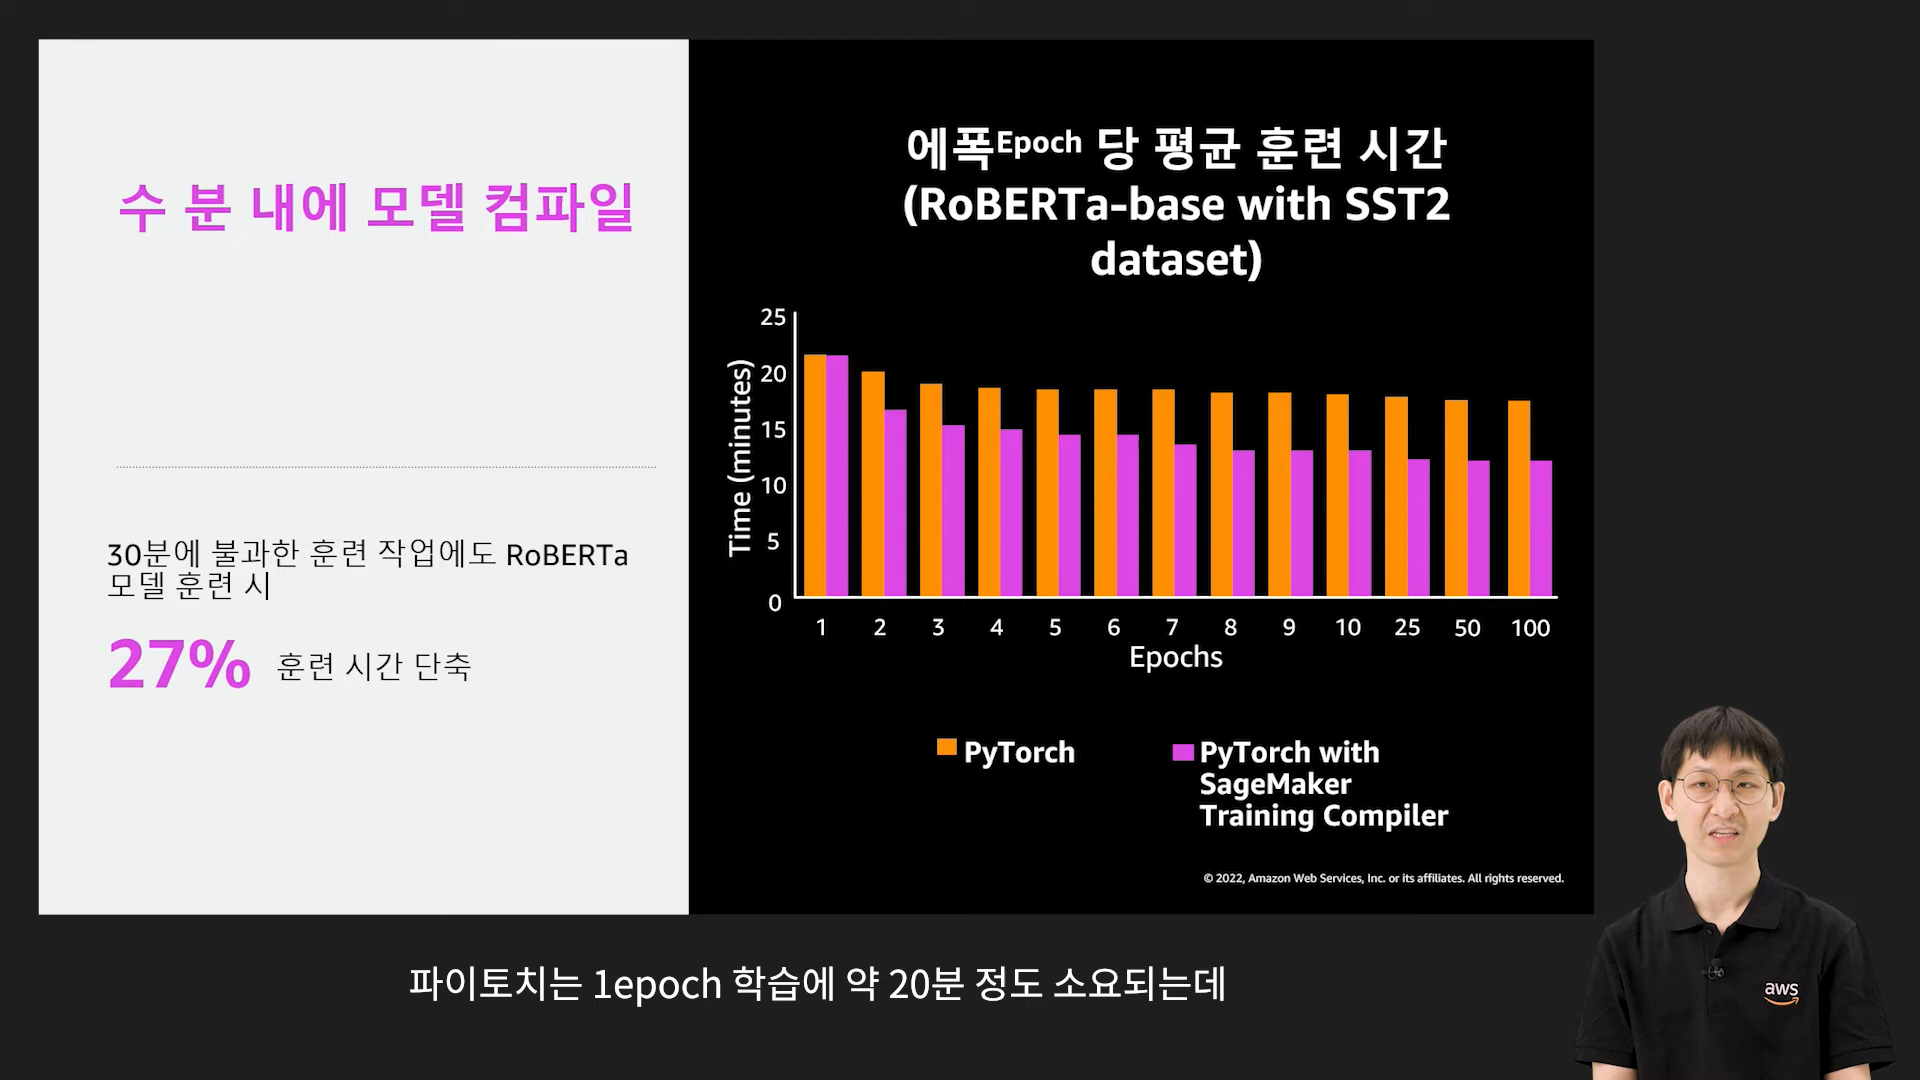 수 분 내에 모델 컴파일
30분에 불과한 훈련 작업에도 RoBERTa
모델 훈련 시
27% 훈련 시간 단축
에폭Epoch 당 평균 훈련 시간
(RoBERTa-base with SST2
dataset)
Time (minutes)
25
20
15
10
5
0
1 2 3 4 5 6 7 8 9 10 25 50 100
Epochs
PyTorch
PyTorch with
SageMaker
Training Compiler
© 2022, Amazon Web Services, Inc. or its affiliates. All rights reserved.
aws
파이토치는 1epoch 학습에 약 20분 정도 소요되는데